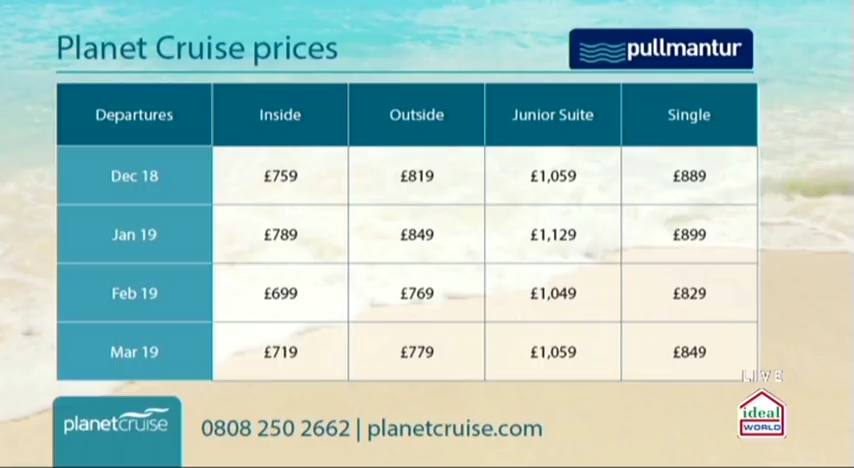 Planet Cruise prices
pullmantur
Departures Inside Outside Junior Suite Single
Dec 18 £759 £819 £1,059 £889
Jan 19 £789 £849 £1,129 £899
Feb 19 £699 £769 £1,049 £829
Mar 19 £719 £779 £1,059 £849
LIVE
planetcruise 0808 250 2662 | planetcruise.com
ideal
WORLD